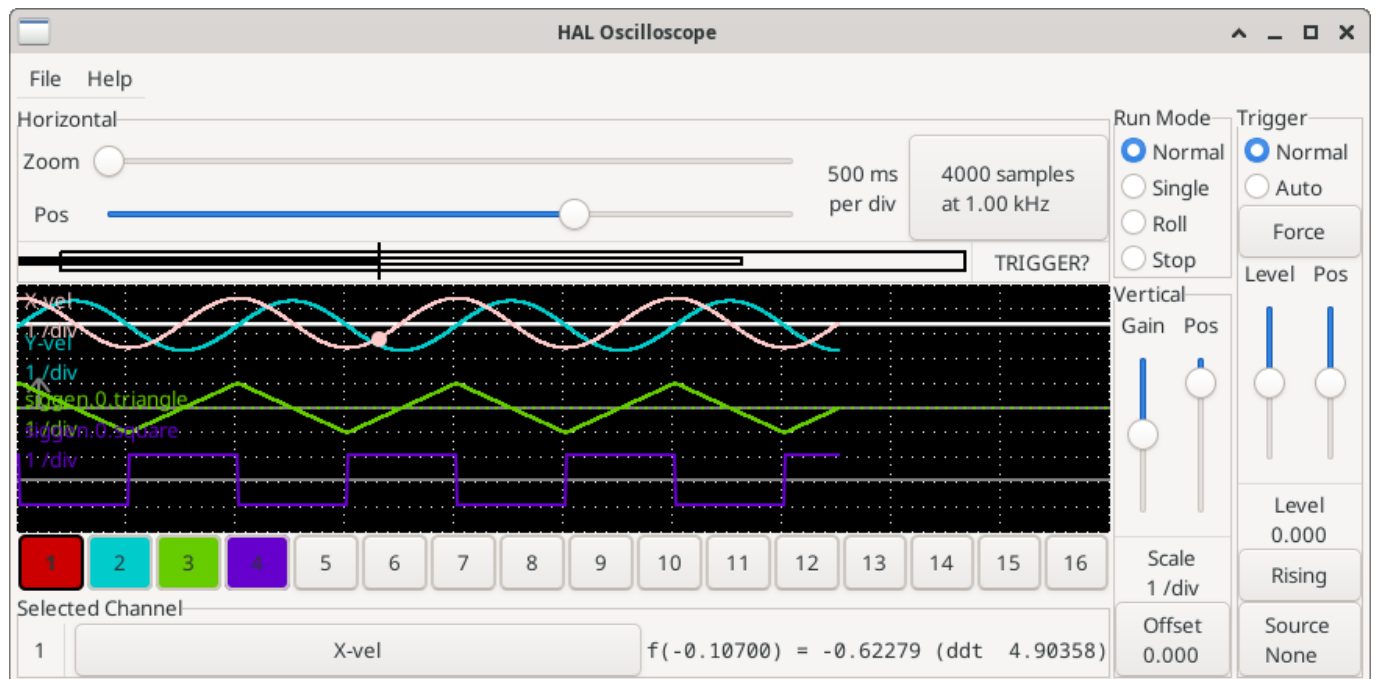 HAL Oscilloscope
File Help
Horizontal
Zoom
Pos
500 ms
per div
4000 samples
at 1.00 kHz
TRIGGER?
X-vel
1 /div
Y-vel
1 /div
siggen.0.triangle
1 /div
siggen.0.square
1 /div
1 2 3 4 5 6 7 8 9 10 11 12 13 14 15 16
Selected Channel
1 X-vel f(-0.10700) = -0.62279 (ddt 4.90358)
Run Mode
Normal
Single
Roll
Stop
Vertical
Gain Pos
Scale
1 /div
Offset
0.000
Trigger
Normal
Auto
Force
Level Pos
Level
0.000
Rising
Source
None